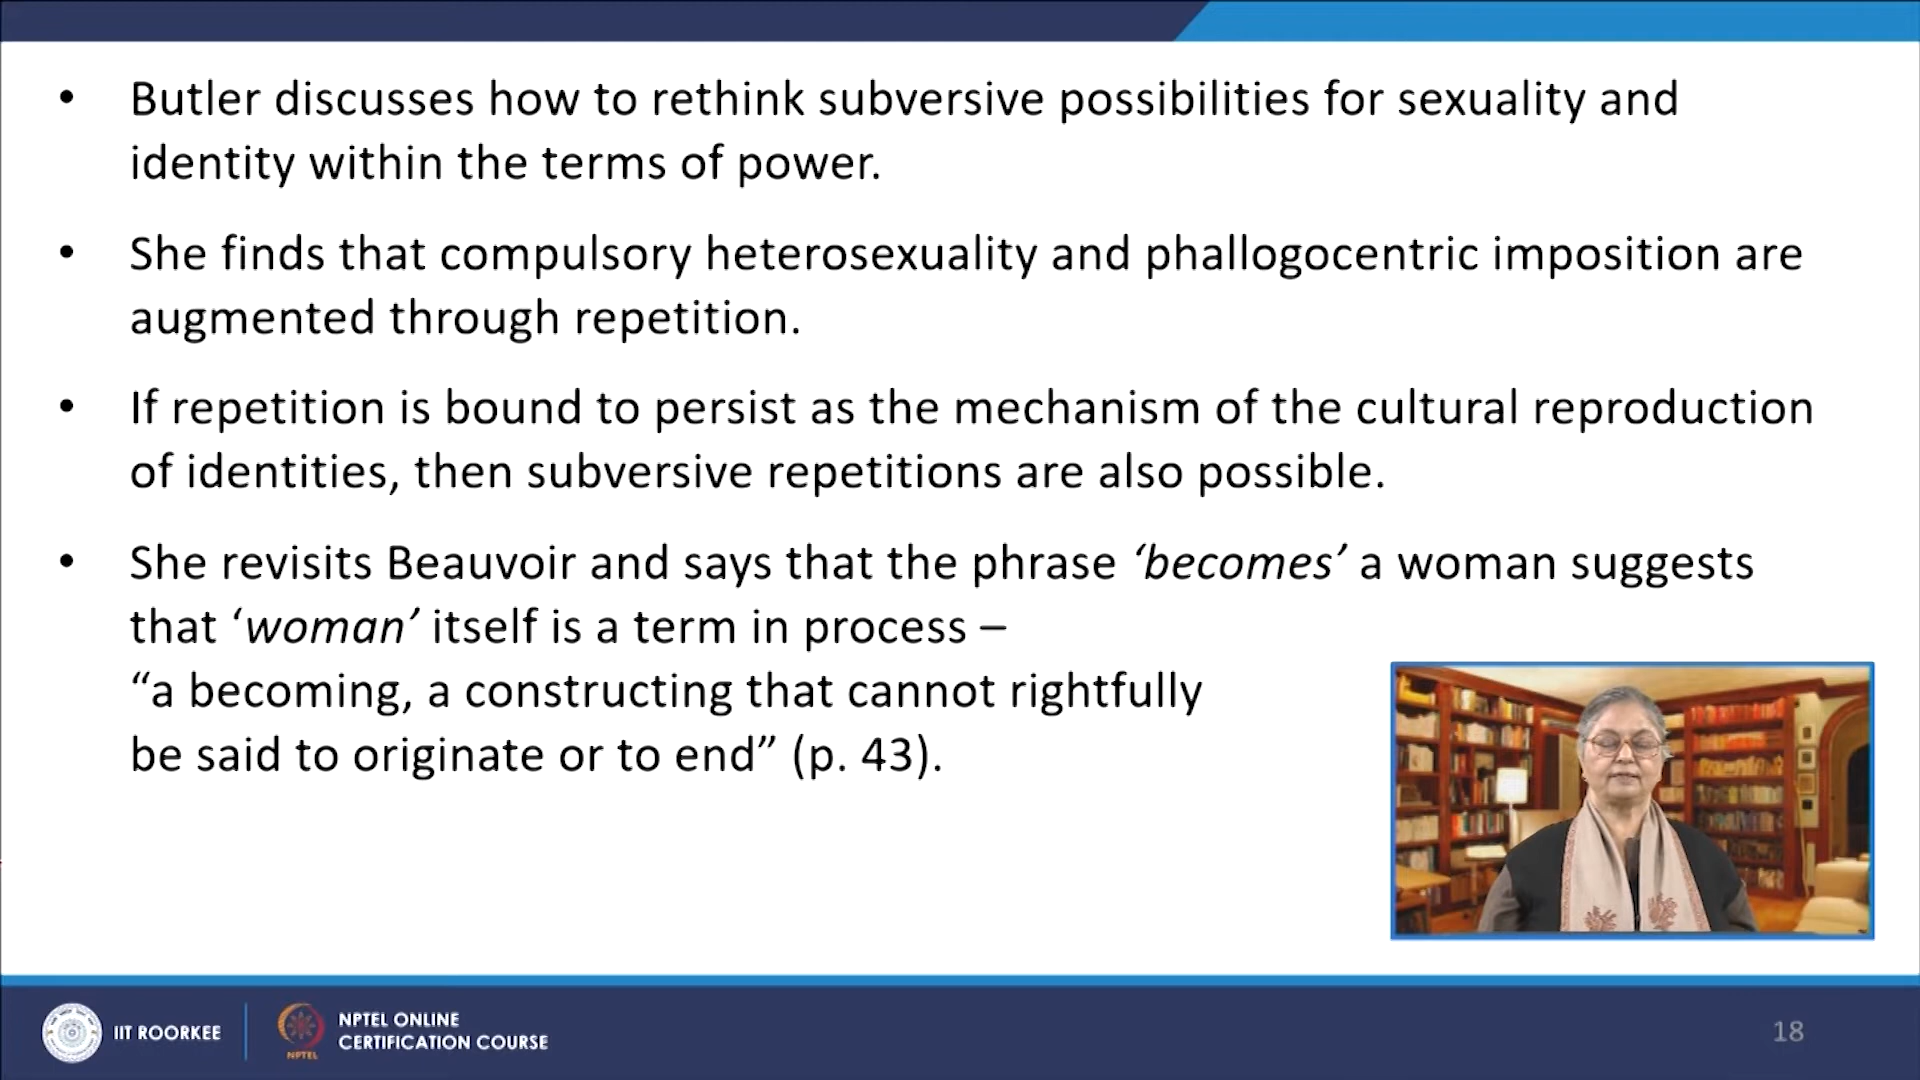 • Butler discusses how to rethink subversive possibilities for sexuality and
identity within the terms of power.
• She finds that compulsory heterosexuality and phallogocentric imposition are
augmented through repetition.
• If repetition is bound to persist as the mechanism of the cultural reproduction
of identities, then subversive repetitions are also possible.
• She revisits Beauvoir and says that the phrase ‘becomes’ a woman suggests
that ‘woman’ itself is a term in process –
“a becoming, a constructing that cannot rightfully
be said to originate or to end” (p. 43).
IIT ROORKEE
NPTEL
NPTEL ONLINE
CERTIFICATION COURSE
18